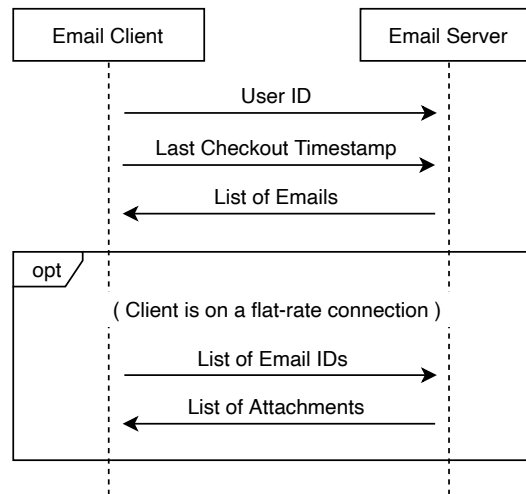 Email Client
Email Server
User ID
Last Checkout Timestamp
List of Emails
opt
( Client is on a flat-rate connection )
List of Email IDs
List of Attachments